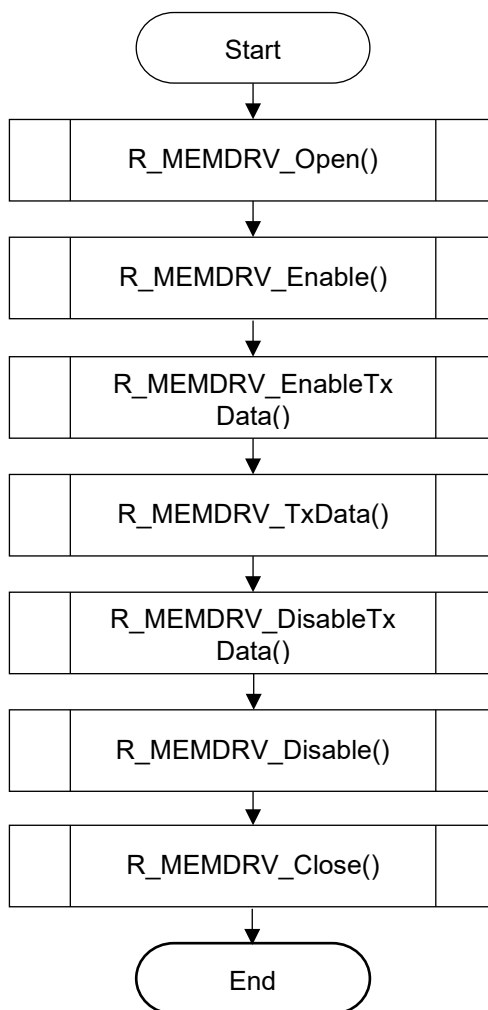 Start
R_MEMDRV_Open()
R_MEMDRV_Enable()
R_MEMDRV_EnableTx
Data()
R_MEMDRV_TxData()
R_MEMDRV_DisableTx
Data()
R_MEMDRV_Disable()
R_MEMDRV_Close()
End